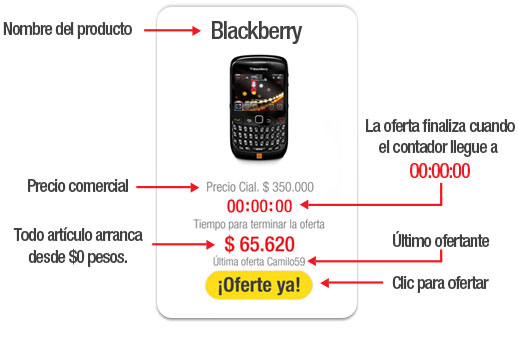 Nombre del producto
Blackberry
BlackBerry
La oferta finaliza cuando
el contador llegue a
00:00:00
Precio comercial
Precio Cial. $ 350.000
00:00:00
Tiempo para terminar la oferta
Todo artículo arranca
desde $0 pesos.
$ 65.620
Último ofertante
Última oferta Camilo59
¡Oferte ya!
Clic para ofertar